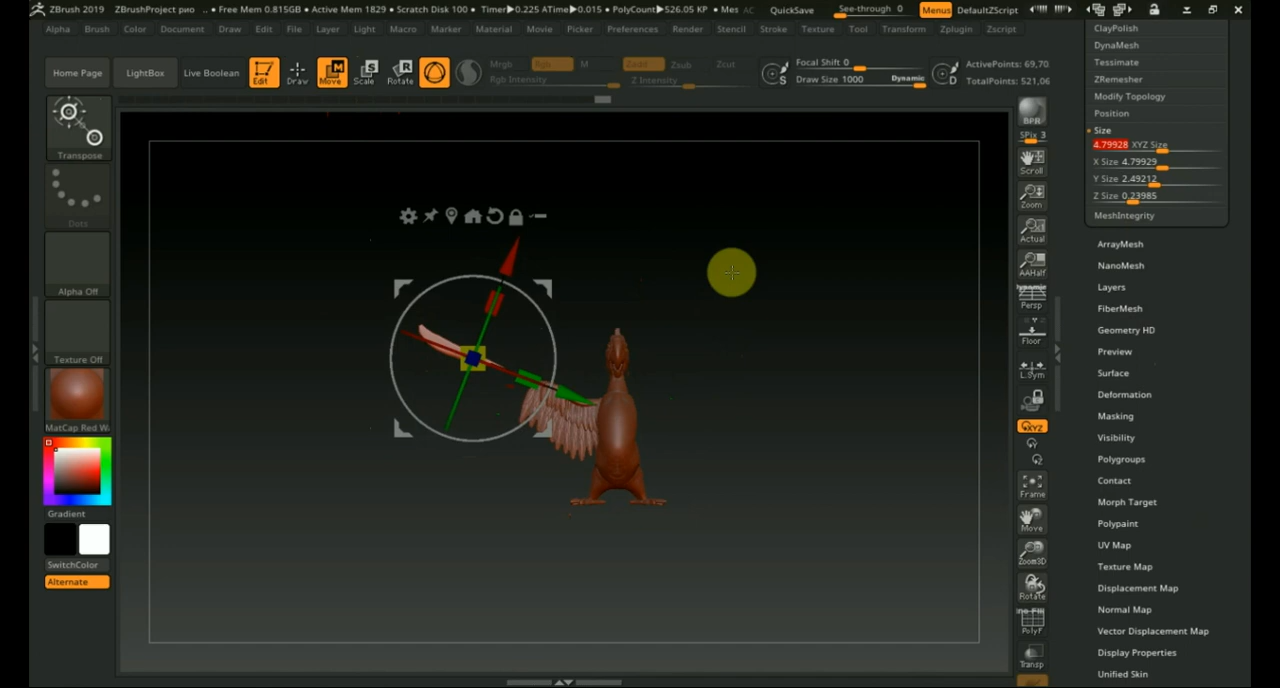 ZBrush 2019 ZBrushProject рио .. • Free Mem 0.815GB • Active Mem 1829 • Scratch Disk 100 • Timer▶0.225 ATime▶0.015 • PolyCount▶526.05 KP • Mes AC QuickSave See-through 0 Menus DefaultZScript
Alpha Brush Color Document Draw Edit File Layer Light Macro Marker Material Movie Picker Preferences Render Stencil Stroke Texture Tool Transform Zplugin Zscript
Home Page LightBox Live Boolean Edit Draw Move Scale Rotate
Mrgb Rgb M Zadd Zsub Zcut
Rgb Intensity Z Intensity
Focal Shift 0
Draw Size 1000 Dynamic
ActivePoints: 69,70
TotalPoints: 521,06
Transpose
Dots
Alpha Off
Texture Off
MatCap Red W
Gradient
SwitchColor
Alternate
BPR
SPix 3
Scroll
Zoom
Actual
AAHalf
Dynamic
Persp
Floor
L.Sym
XYZ
Frame
Move
Zoom3D
Rotate
Line Fill
PolyF
Transp
ClayPolish
DynaMesh
Tessimate
ZRemesher
Modify Topology
Position
Size
4.79928 XYZ Size
X Size 4.79929
Y Size 2.49212
Z Size 0.23985
MeshIntegrity
ArrayMesh
NanoMesh
Layers
FiberMesh
Geometry HD
Preview
Surface
Deformation
Masking
Visibility
Polygroups
Contact
Morph Target
Polypaint
UV Map
Texture Map
Displacement Map
Normal Map
Vector Displacement Map
Display Properties
Unified Skin